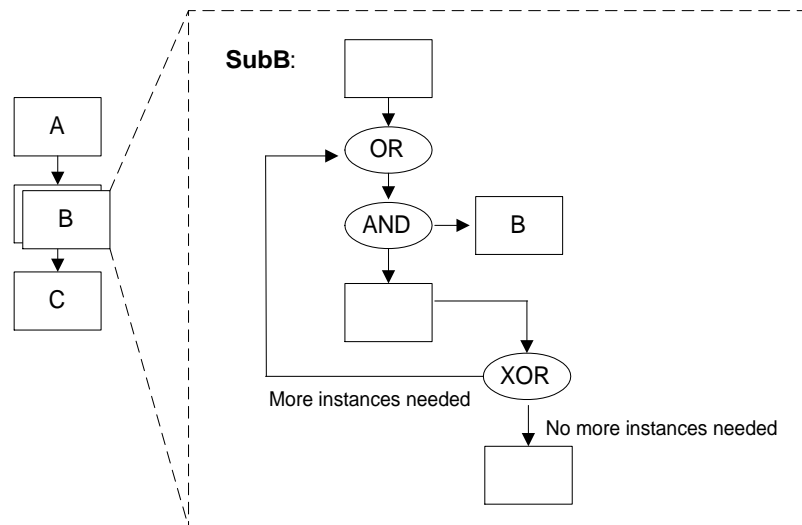 A
B
C
SubB:
OR
AND
B
XOR
More instances needed
No more instances needed